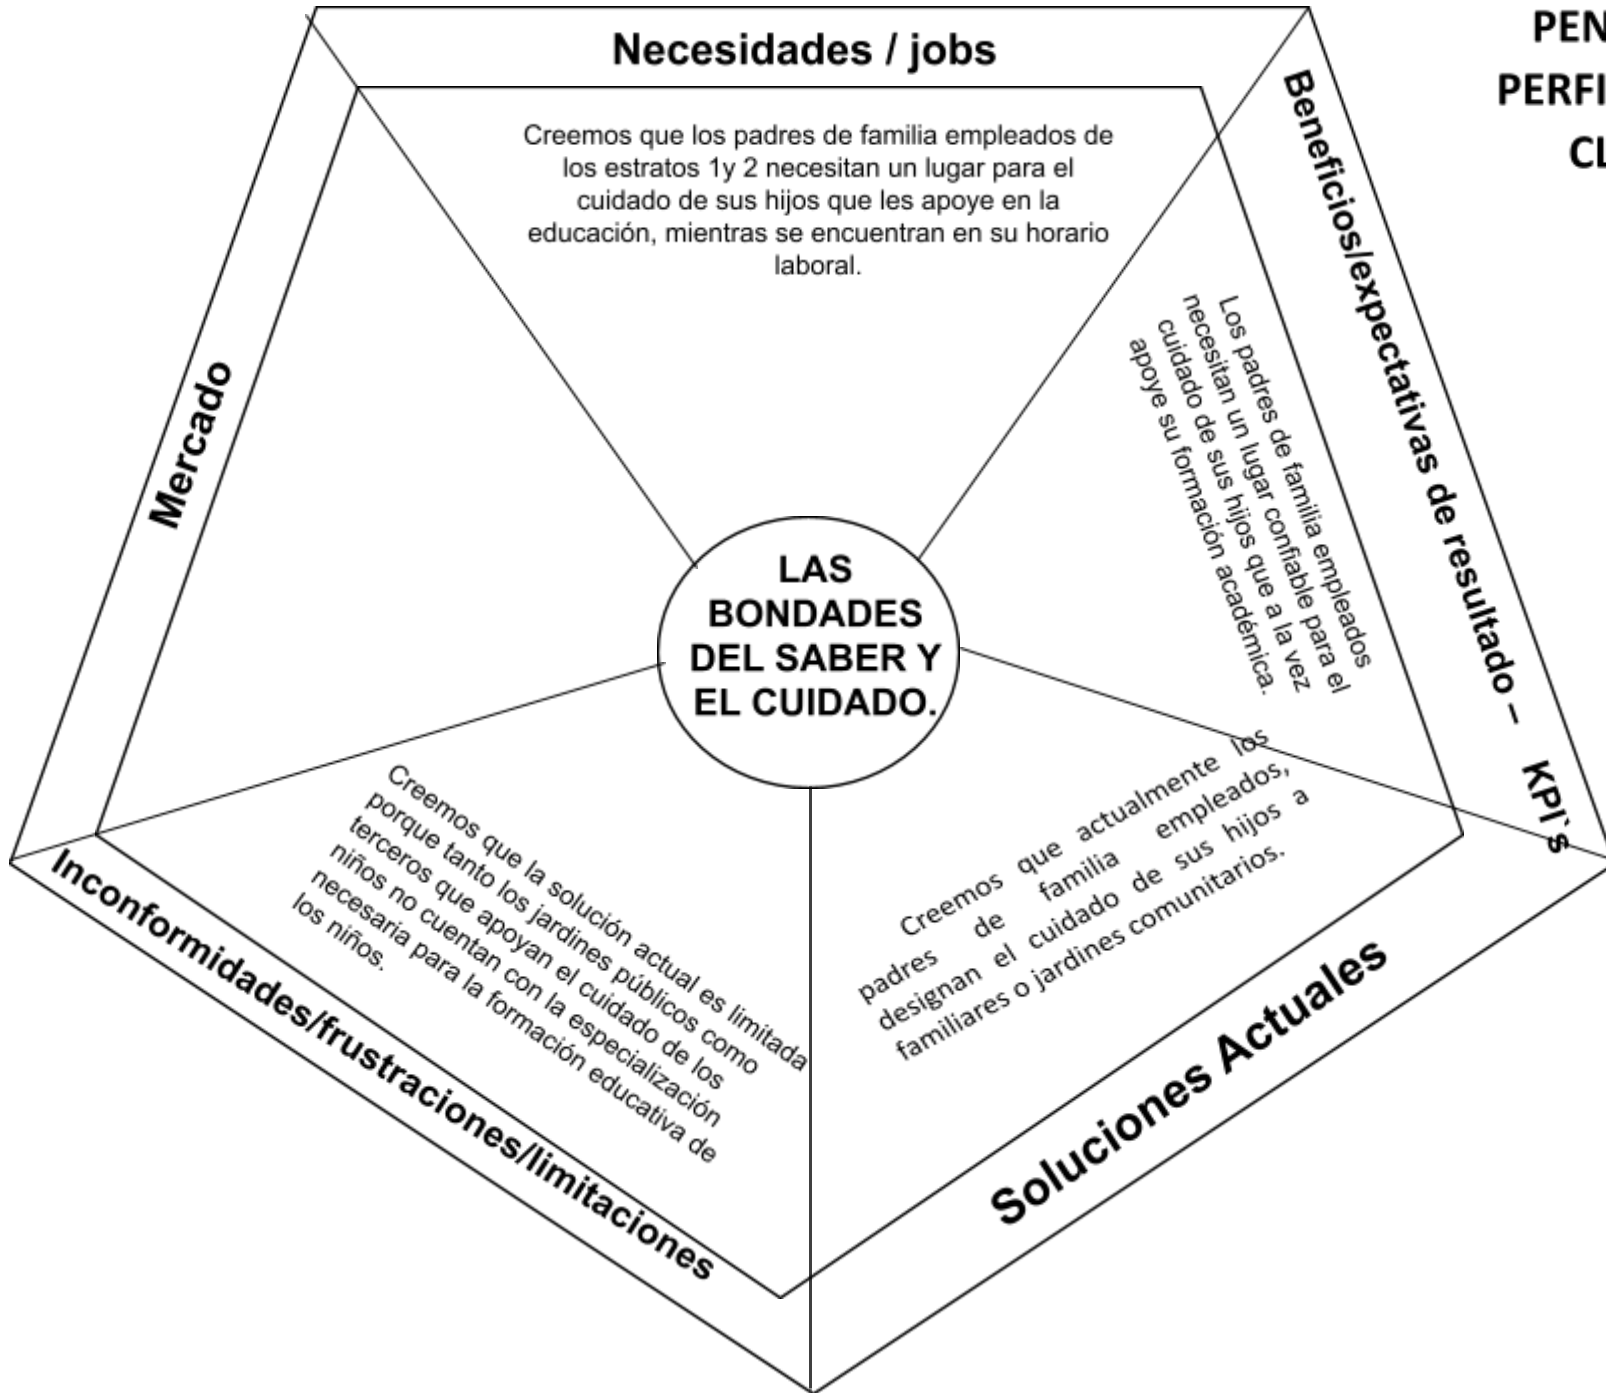 PEN
PERFI
CL
Necesidades / jobs
Creemos que los padres de familia empleados de
los estratos 1y 2 necesitan un lugar para el
cuidado de sus hijos que les apoye en la
educación, mientras se encuentran en su horario
laboral.
Beneficios/expectativas de resultado – KPI`s
Los padres de familia empleados
necesitan un lugar confiable para el
cuidado de sus hijos que a la vez
apoye su formación académica.
Mercado
LAS
BONDADES
DEL SABER Y
EL CUIDADO.
Creemos que actualmente los
padres de familia empleados,
designan el cuidado de sus hijos a
familiares o jardines comunitarios.
Soluciones Actuales
Creemos que la solución actual es limitada
porque tanto los jardines públicos como
terceros que apoyan el cuidado de los
niños no cuentan con la especialización
necesaria para la formación educativa de
los niños.
Inconformidades/frustraciones/limitaciones